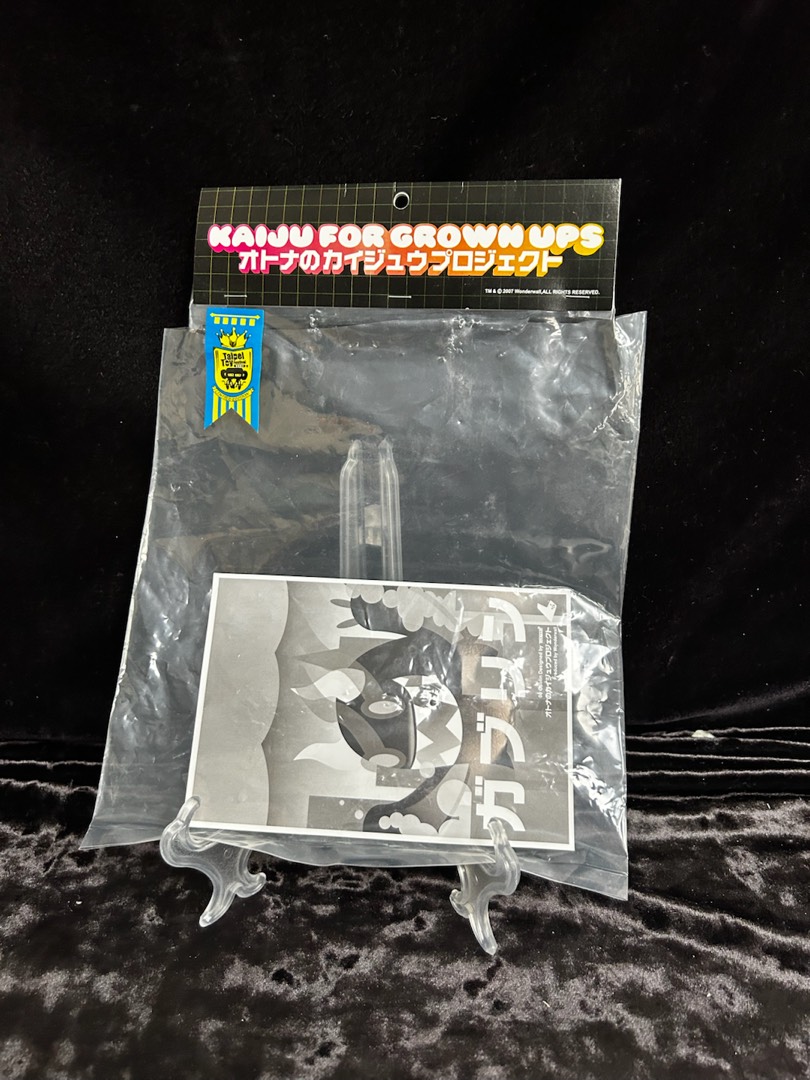 KAIJU FOR GROWN UPS
オトナのカイジュウプロジェクト
TM & © 2007 Wonderwall,ALL RIGHTS RESERVED.
Taipei
Toy
Festival
ガブリン
オトナのカイジュウプロジェクト